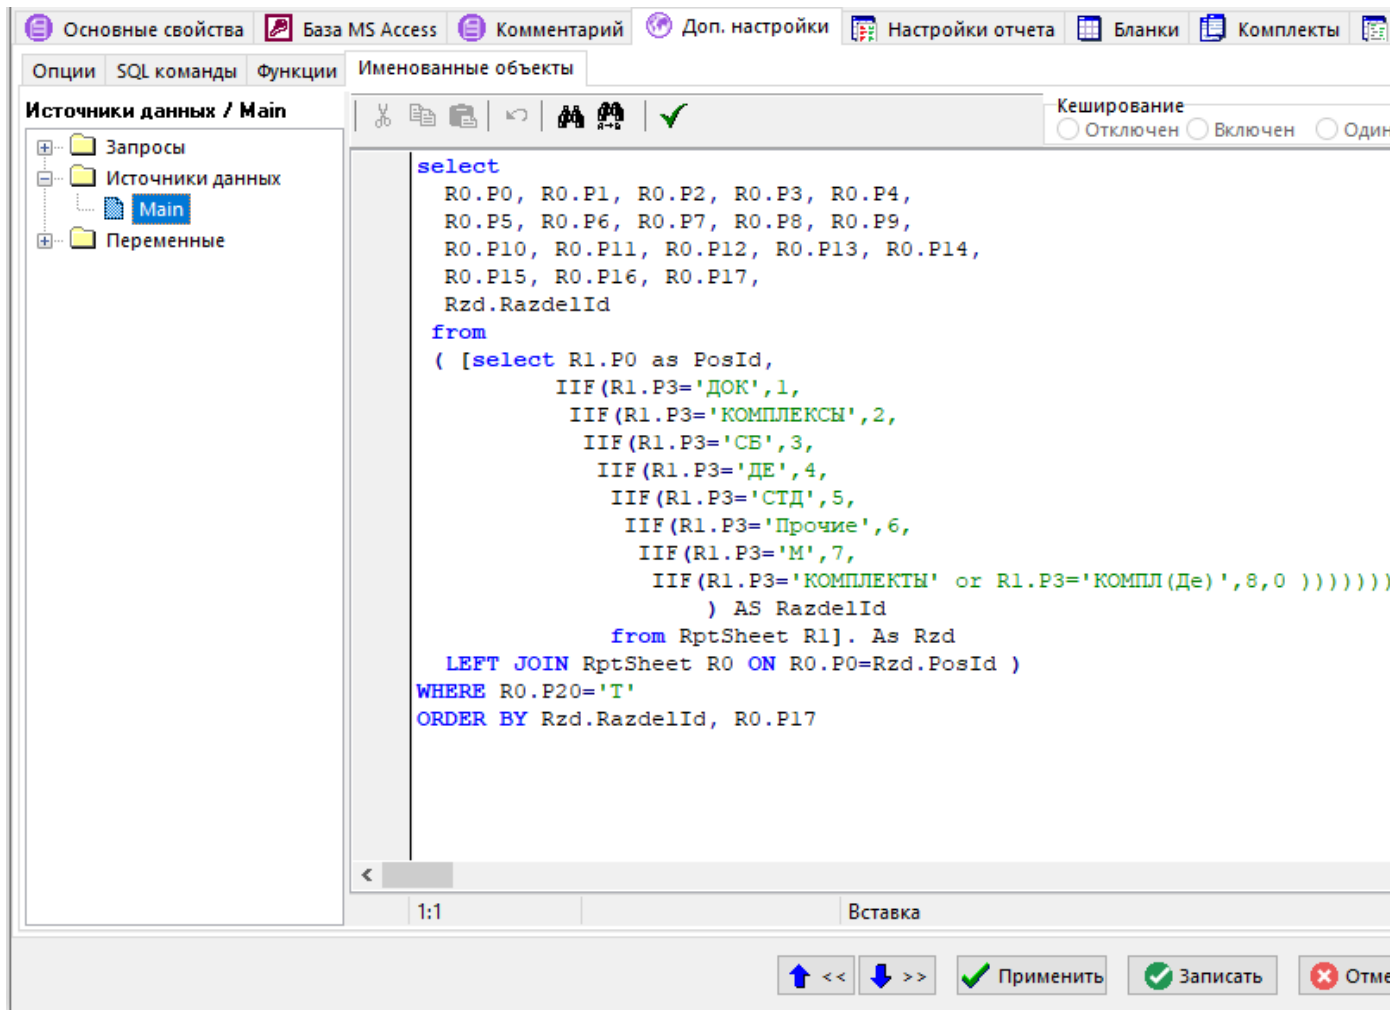 Основные свойства База MS Access Комментарий Доп. настройки Настройки отчета Бланки Комплекты
Опции SQL команды Функции Именованные объекты
Источники данных / Main
Кеширование
Отключен Включен Один
Запросы
Источники данных
Main
Переменные
select
R0.P0, R0.P1, R0.P2, R0.P3, R0.P4,
R0.P5, R0.P6, R0.P7, R0.P8, R0.P9,
R0.P10, R0.P11, R0.P12, R0.P13, R0.P14,
R0.P15, R0.P16, R0.P17,
Rzd.RazdelId
from
( [select R1.P0 as PosId,
IIF(R1.P3='ДОК',1,
IIF(R1.P3='КОМПЛЕКСЫ',2,
IIF(R1.P3='СБ',3,
IIF(R1.P3='ДЕ',4,
IIF(R1.P3='СТД',5,
IIF(R1.P3='Прочие',6,
IIF(R1.P3='М',7,
IIF(R1.P3='КОМПЛЕКТЫ' or R1.P3='КОМПЛ(Де)',8,0 )))))))
) AS RazdelId
from RptSheet R1]. As Rzd
LEFT JOIN RptSheet R0 ON R0.P0=Rzd.PosId )
WHERE R0.P20='T'
ORDER BY Rzd.RazdelId, R0.P17
1:1 Вставка
<< >> Применить Записать Отме